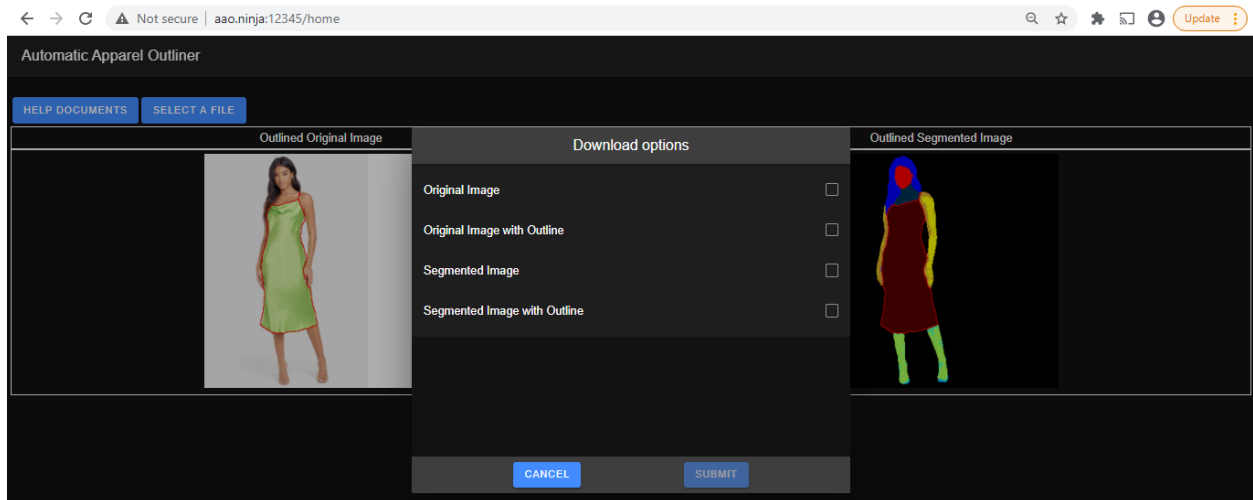 Not secure | aao.ninja:12345/home
Update
Automatic Apparel Outliner
HELP DOCUMENTS SELECT A FILE
Outlined Original Image
Outlined Segmented Image
Download options
Original Image
Original Image with Outline
Segmented Image
Segmented Image with Outline
CANCEL SUBMIT